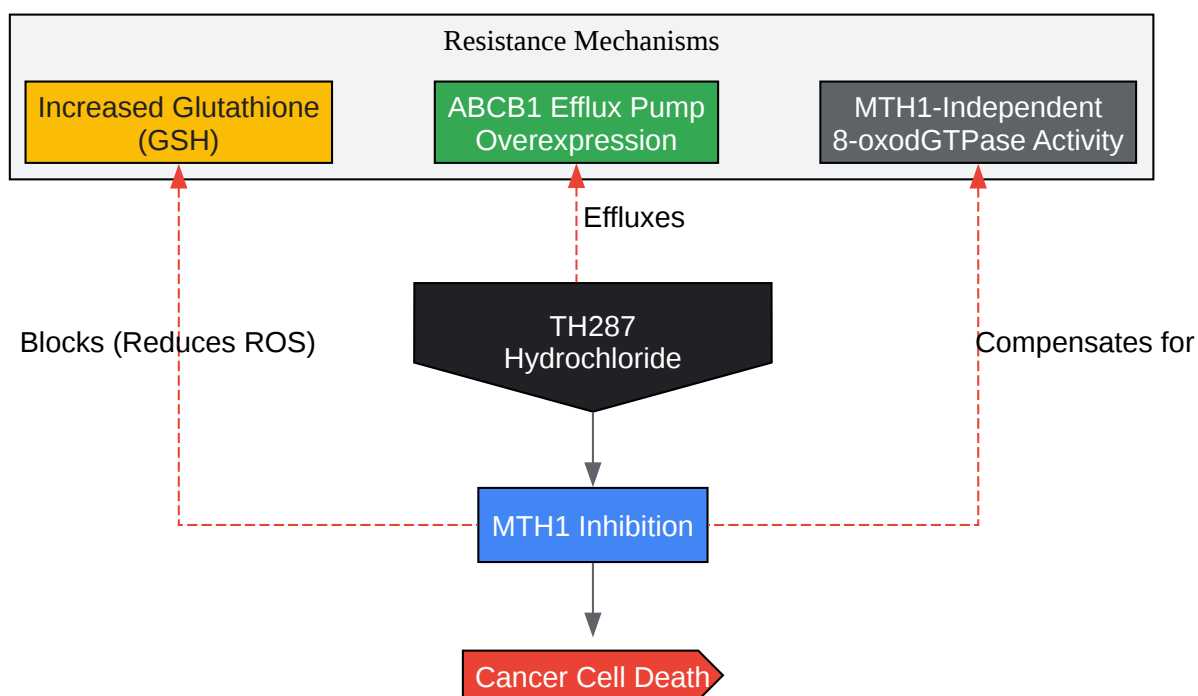 Resistance Mechanisms
Increased Glutathione
(GSH)
ABCB1 Efflux Pump
Overexpression
MTH1-Independent
8-oxodGTPase Activity
Effluxes
TH287
Hydrochloride
Blocks (Reduces ROS)
Compensates for
MTH1 Inhibition
Cancer Cell Death